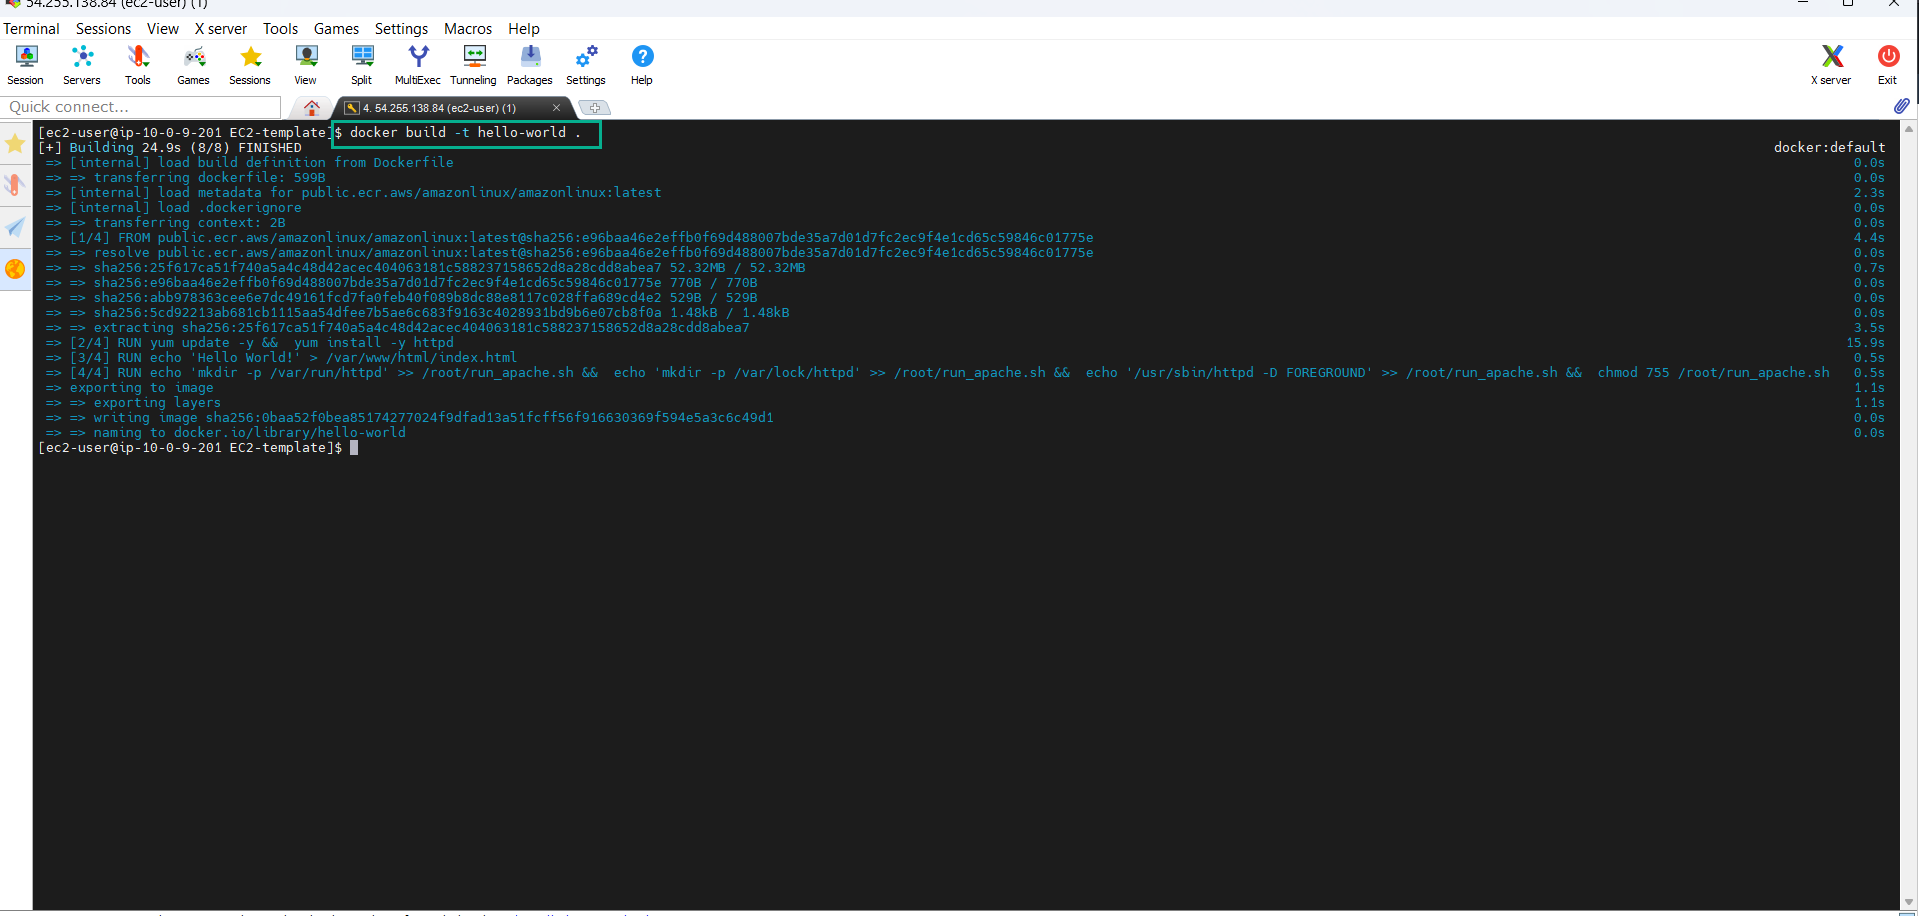 54.255.138.84 (ec2-user) (1)
Terminal Sessions View X server Tools Games Settings Macros Help
Session Servers Tools Games Sessions View Split MultiExec Tunneling Packages Settings Help X server Exit
Quick connect... 4. 54.255.138.84 (ec2-user) (1)
[ec2-user@ip-10-0-9-201 EC2-template]$ docker build -t hello-world .
[+] Building 24.9s (8/8) FINISHED docker:default
=> [internal] load build definition from Dockerfile 0.0s
=> => transferring dockerfile: 599B 0.0s
=> [internal] load metadata for public.ecr.aws/amazonlinux/amazonlinux:latest 2.3s
=> [internal] load .dockerignore 0.0s
=> => transferring context: 2B 0.0s
=> [1/4] FROM public.ecr.aws/amazonlinux/amazonlinux:latest@sha256:e96baa46e2effb0f69d488007bde35a7d01d7fc2ec9f4e1cd65c59846c01775e 4.4s
=> => resolve public.ecr.aws/amazonlinux/amazonlinux:latest@sha256:e96baa46e2effb0f69d488007bde35a7d01d7fc2ec9f4e1cd65c59846c01775e 0.0s
=> => sha256:25f617ca51f740a5a4c48d42acec404063181c588237158652d8a28cdd8abea7 52.32MB / 52.32MB 0.7s
=> => sha256:e96baa46e2effb0f69d488007bde35a7d01d7fc2ec9f4e1cd65c59846c01775e 770B / 770B 0.0s
=> => sha256:abb978363cee6e7dc49161fcd7fa0feb40f089b8dc88e8117c028ffa689cd4e2 529B / 529B 0.0s
=> => sha256:5cd92213ab681cb1115aa54dfee7b5ae6c683f9163c4028931bd9b6e07cb8f0a 1.48kB / 1.48kB 0.0s
=> => extracting sha256:25f617ca51f740a5a4c48d42acec404063181c588237158652d8a28cdd8abea7 3.5s
=> [2/4] RUN yum update -y &&  yum install -y httpd 15.9s
=> [3/4] RUN echo 'Hello World!' > /var/www/html/index.html 0.5s
=> [4/4] RUN echo 'mkdir -p /var/run/httpd' >> /root/run_apache.sh &&  echo 'mkdir -p /var/lock/httpd' >> /root/run_apache.sh &&  echo '/usr/sbin/httpd -D FOREGROUND' >> /root/run_apache.sh &&  chmod 755 /root/run_apache.sh 0.5s
=> exporting to image 1.1s
=> => exporting layers 1.1s
=> => writing image sha256:0baa52f0bea85174277024f9dfad13a51fcff56f916630369f594e5a3c6c49d1 0.0s
=> => naming to docker.io/library/hello-world 0.0s
[ec2-user@ip-10-0-9-201 EC2-template]$